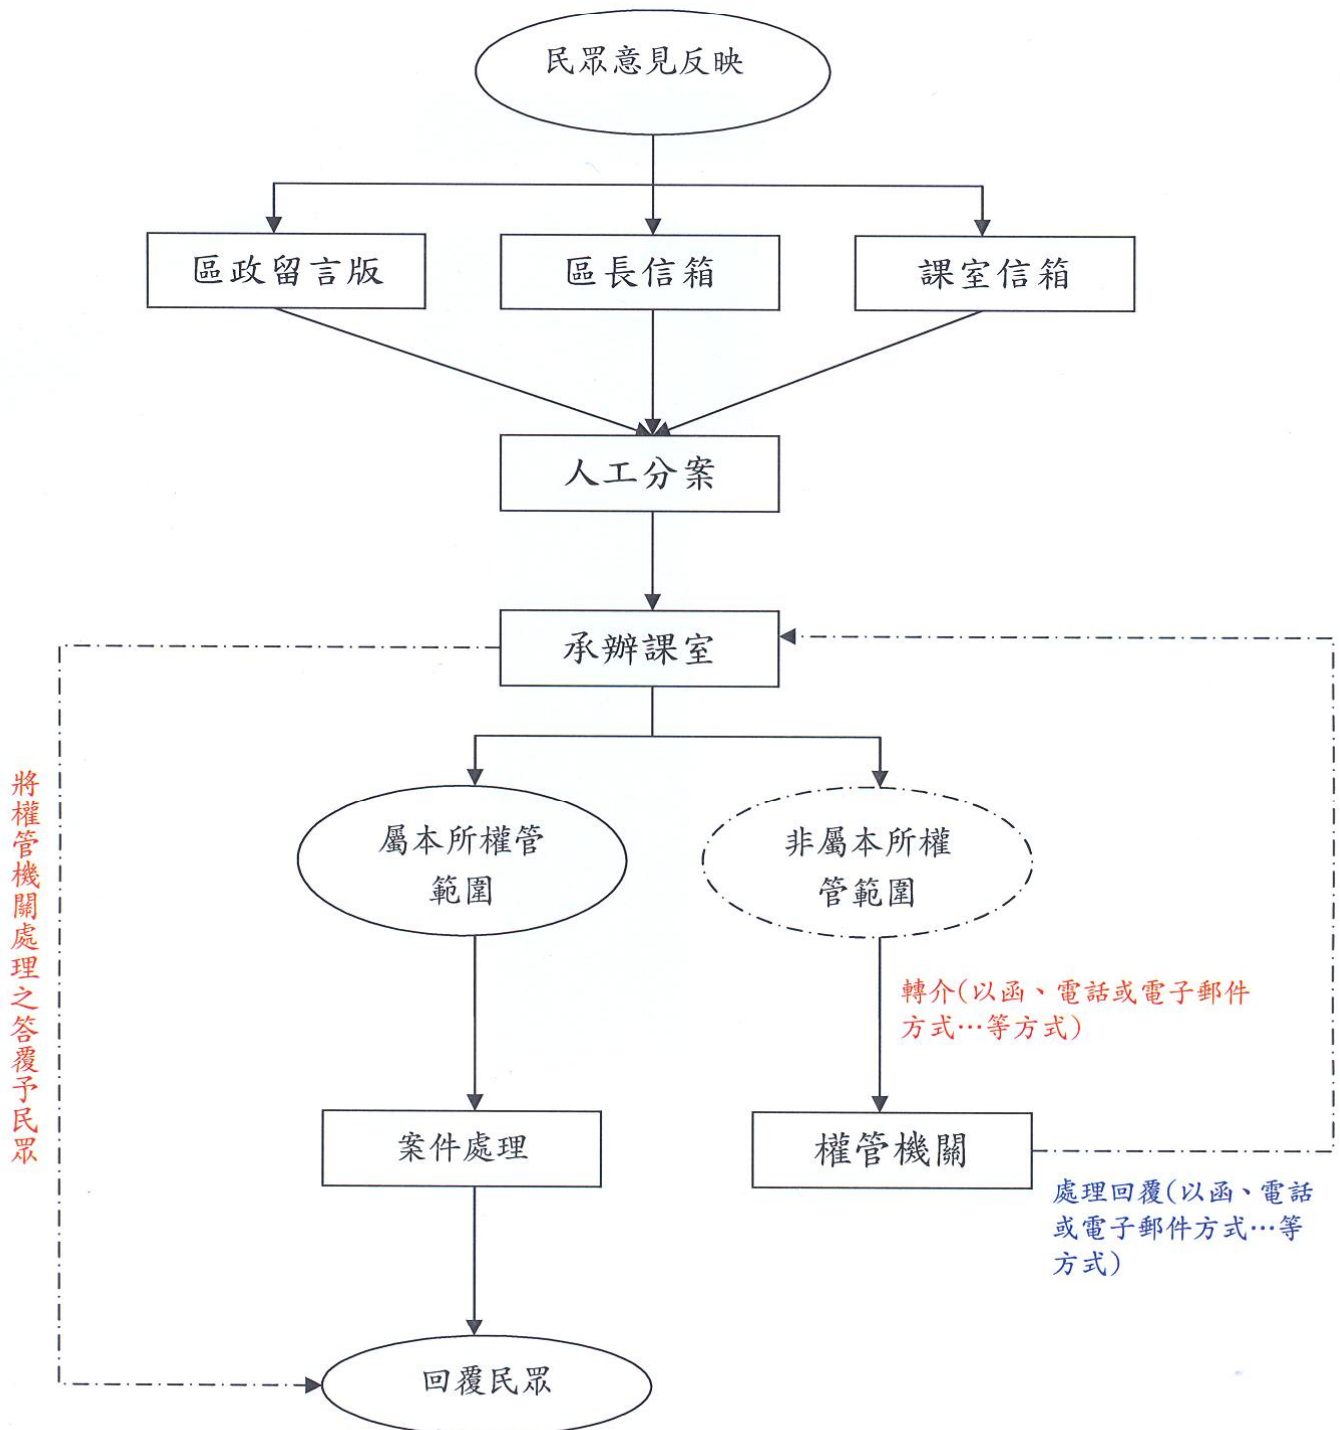 民眾意見反映
區政留言版
區長信箱
課室信箱
人工分案
承辦課室
屬本所權管
範圍
非屬本所權
管範圍
將權管機關處理之答覆予民眾
轉介(以函、電話或電子郵件
方式…等方式)
案件處理
權管機關
處理回覆(以函、電話
或電子郵件方式…等
方式)
回覆民眾